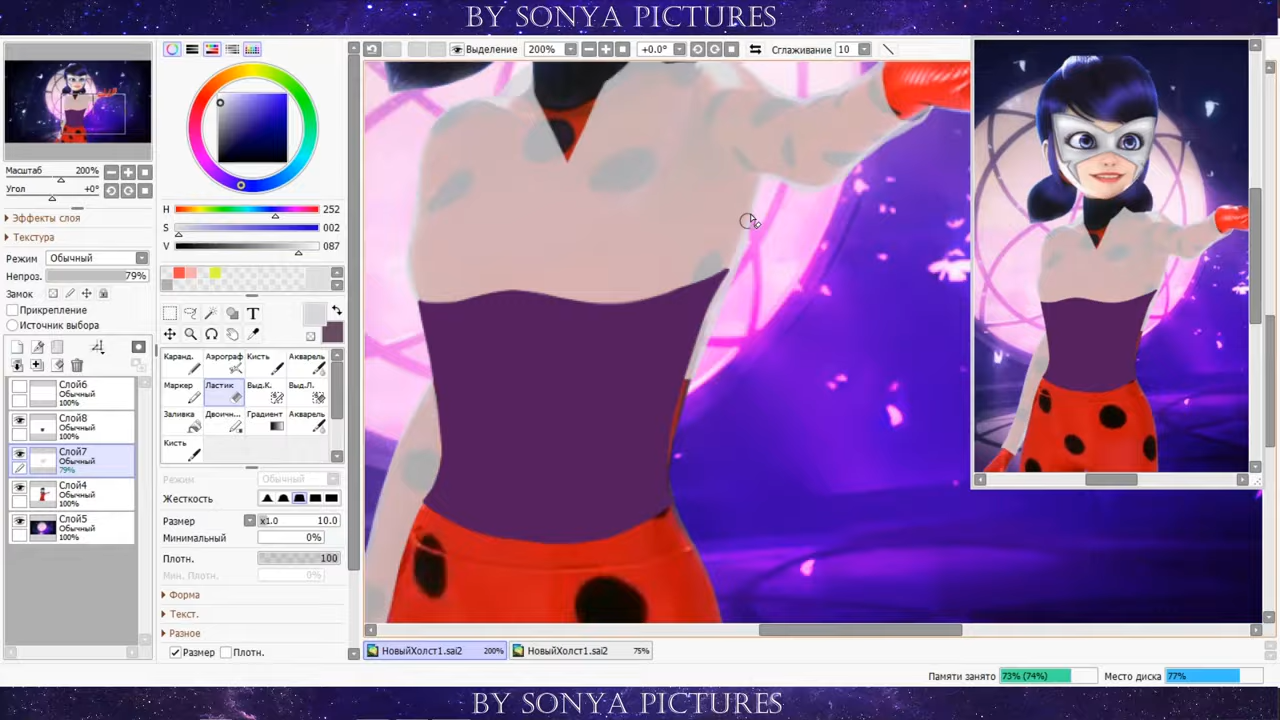 BY SONYA PICTURES
Выделение 200% +0.0° Сглаживание 10
Масштаб 200%
Угол +0°
Эффекты слоя
Текстура
Режим Обычный
Непроз. 79%
Замок
Прикрепление
Источник выбора
Слой6
Обычный
100%
Слой8
Обычный
100%
Слой7
Обычный
79%
Слой4
Обычный
100%
Слой5
Обычный
100%
H 252
S 002
V 087
T
Каранд. Аэрограф Кисть Акварель
Маркер Ластик Выд.К. Выд.Л.
Заливка Двоичн... Градиент Акварель
Кисть
Режим Обычный
Жесткость
Размер x1.0 10.0
Минимальный 0%
Плотн. 100
Мин. Плотн. 0%
Форма
Текст.
Разное
Размер Плотн.
НовыйХолст1.sai2 200% НовыйХолст1.sai2 75%
Памяти занято 73% (74%) Место диска 77%
BY SONYA PICTURES